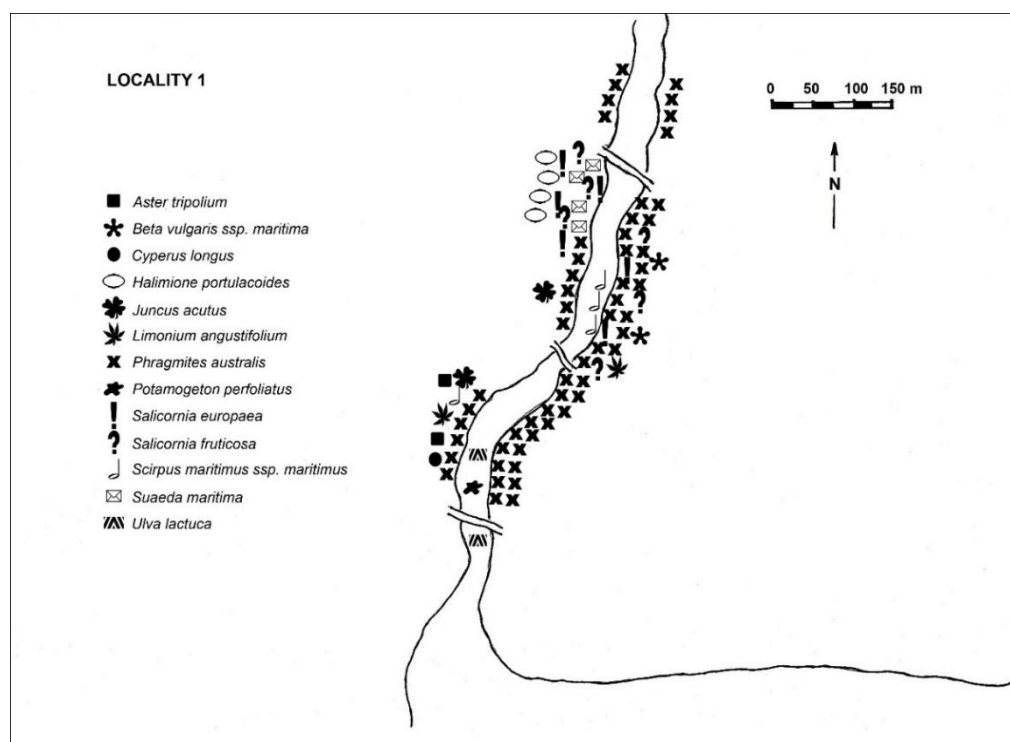 LOCALITY 1
0 50 100 150 m
N
Aster tripolium
Beta vulgaris ssp. maritima
Cyperus longus
Halimione portulacoides
Juncus acutus
Limonium angustifolium
Phragmites australis
Potamogeton perfoliatus
Salicornia europaea
Salicornia fruticosa
Scirpus maritimus ssp. maritimus
Suaeda maritima
Ulva lactuca